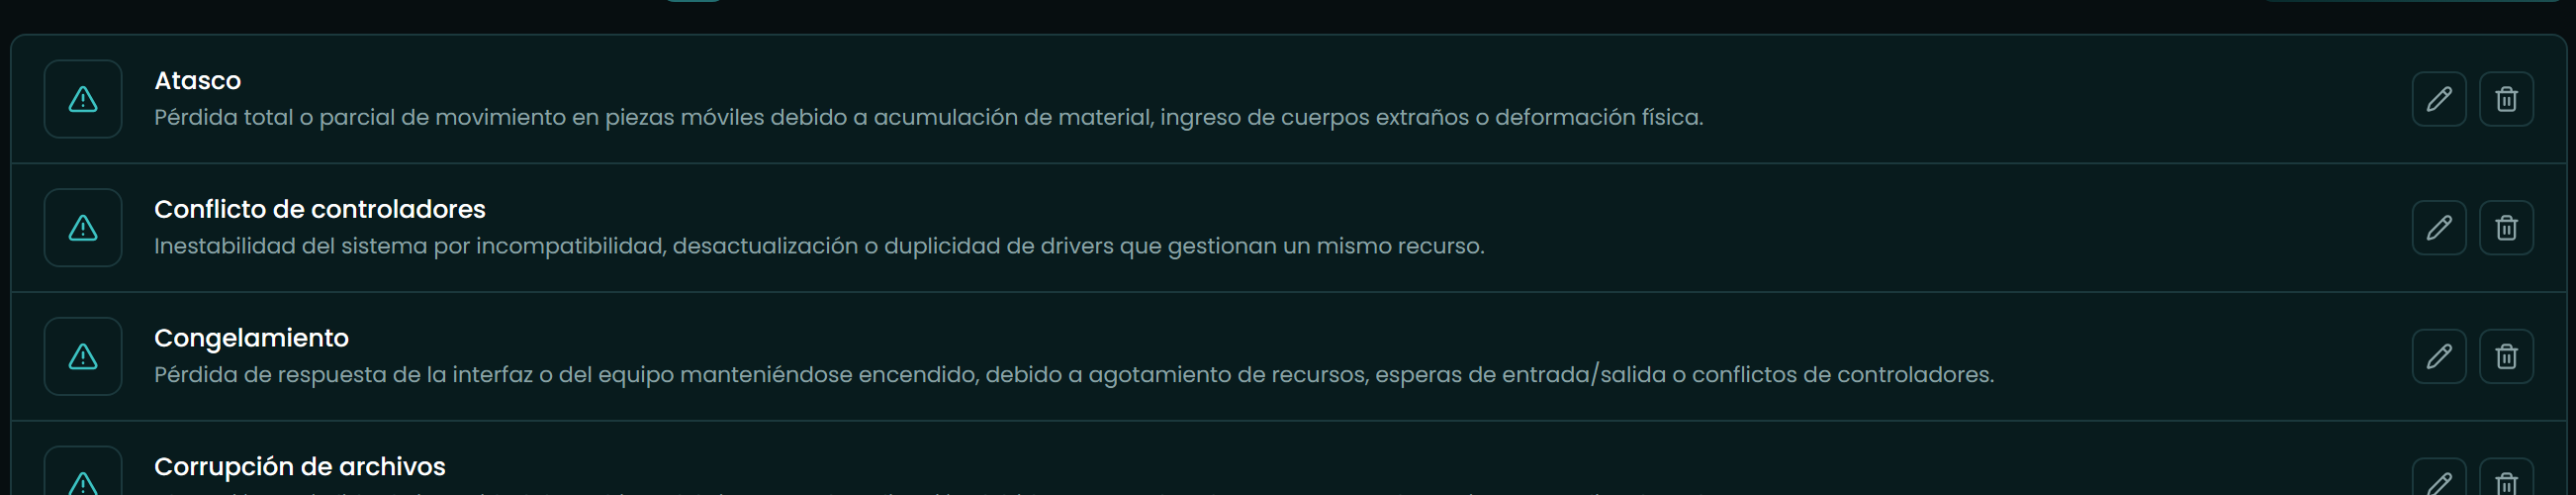 Atasco
Pérdida total o parcial de movimiento en piezas móviles debido a acumulación de material, ingreso de cuerpos extraños o deformación física.
Conflicto de controladores
Inestabilidad del sistema por incompatibilidad, desactualización o duplicidad de drivers que gestionan un mismo recurso.
Congelamiento
Pérdida de respuesta de la interfaz o del equipo manteniéndose encendido, debido a agotamiento de recursos, esperas de entrada/salida o conflictos de controladores.
Corrupción de archivos